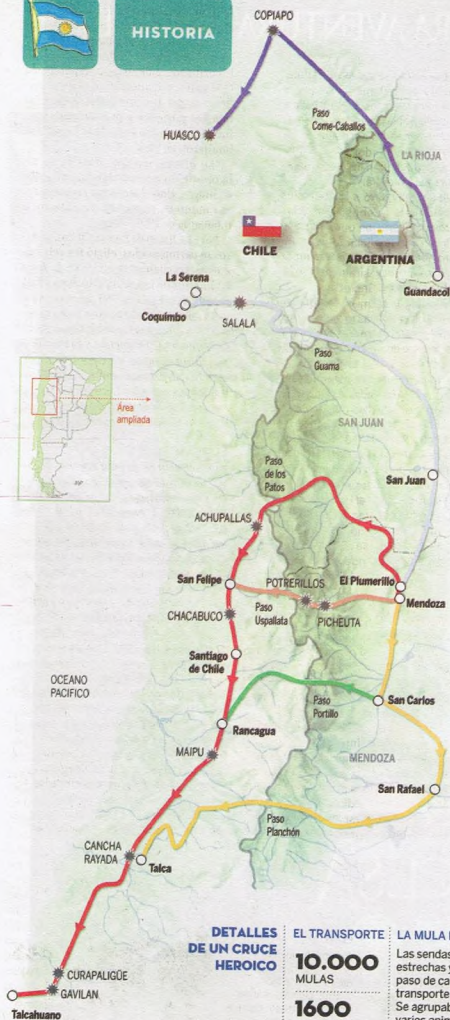 HISTORIA
COPIAPO
HUASCO
Paso
Come-Caballos
LA RIOJA
CHILE
ARGENTINA
Guandacol
La Serena
Coquimbo
SALALA
Paso
Guama
Área
ampliada
SAN JUAN
San Juan
Paso
de los
Patos
ACHUPALLAS
San Felipe
POTRERILLOS
El Plumerillo
Mendoza
CHACABUCO
Paso
Uspallata
PICHEUTA
Santiago
de Chile
OCEANO
PACIFICO
Paso
Portillo
San Carlos
Rancagua
MAIPU
MENDOZA
San Rafael
Paso
Planchón
CANCHA
RAYADA
Talca
CURAPALIGÜE
GAVILAN
Talcahuano
DETALLES
DE UN CRUCE
HEROICO
EL TRANSPORTE
10.000
MULAS
1600
LA MULA
Las sendas
estrechas y
paso de ca
transporte
Se agrupab
varios anim